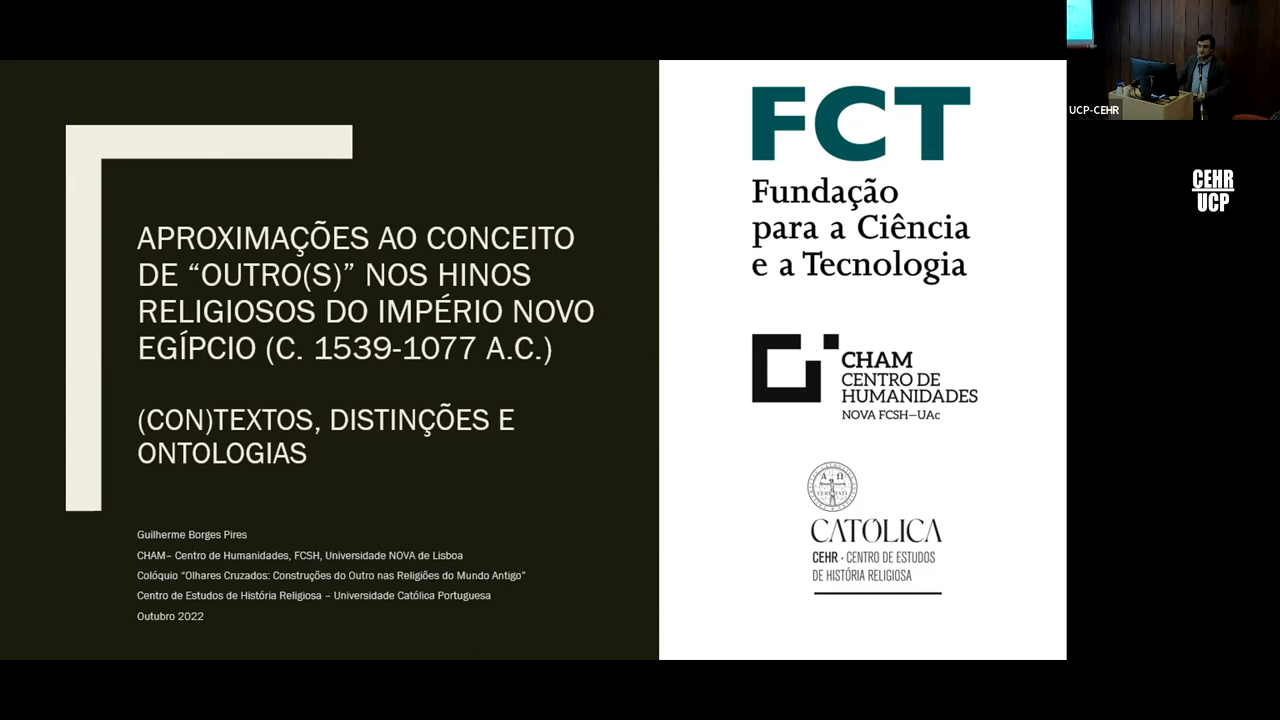 APROXIMAÇÕES AO CONCEITO
DE “OUTRO(S)” NOS HINOS
RELIGIOSOS DO IMPÉRIO NOVO
EGÍPCIO (C. 1539-1077 A.C.)
(CON)TEXTOS, DISTINÇÕES E
ONTOLOGIAS
Guilherme Borges Pires
CHAM– Centro de Humanidades, FCSH, Universidade NOVA de Lisboa
Colóquio “Olhares Cruzados: Construções do Outro nas Religiões do Mundo Antigo”
Centro de Estudos de História Religiosa – Universidade Católica Portuguesa
Outubro 2022
FCT
Fundação
para a Ciência
e a Tecnologia
CHAM
CENTRO DE
HUMANIDADES
NOVA FCSH—UAc
Α Ω
VERITATI
CATÓLICA
CEHR · CENTRO DE ESTUDOS
DE HISTÓRIA RELIGIOSA
UCP-CEHR
CEHR
UCP